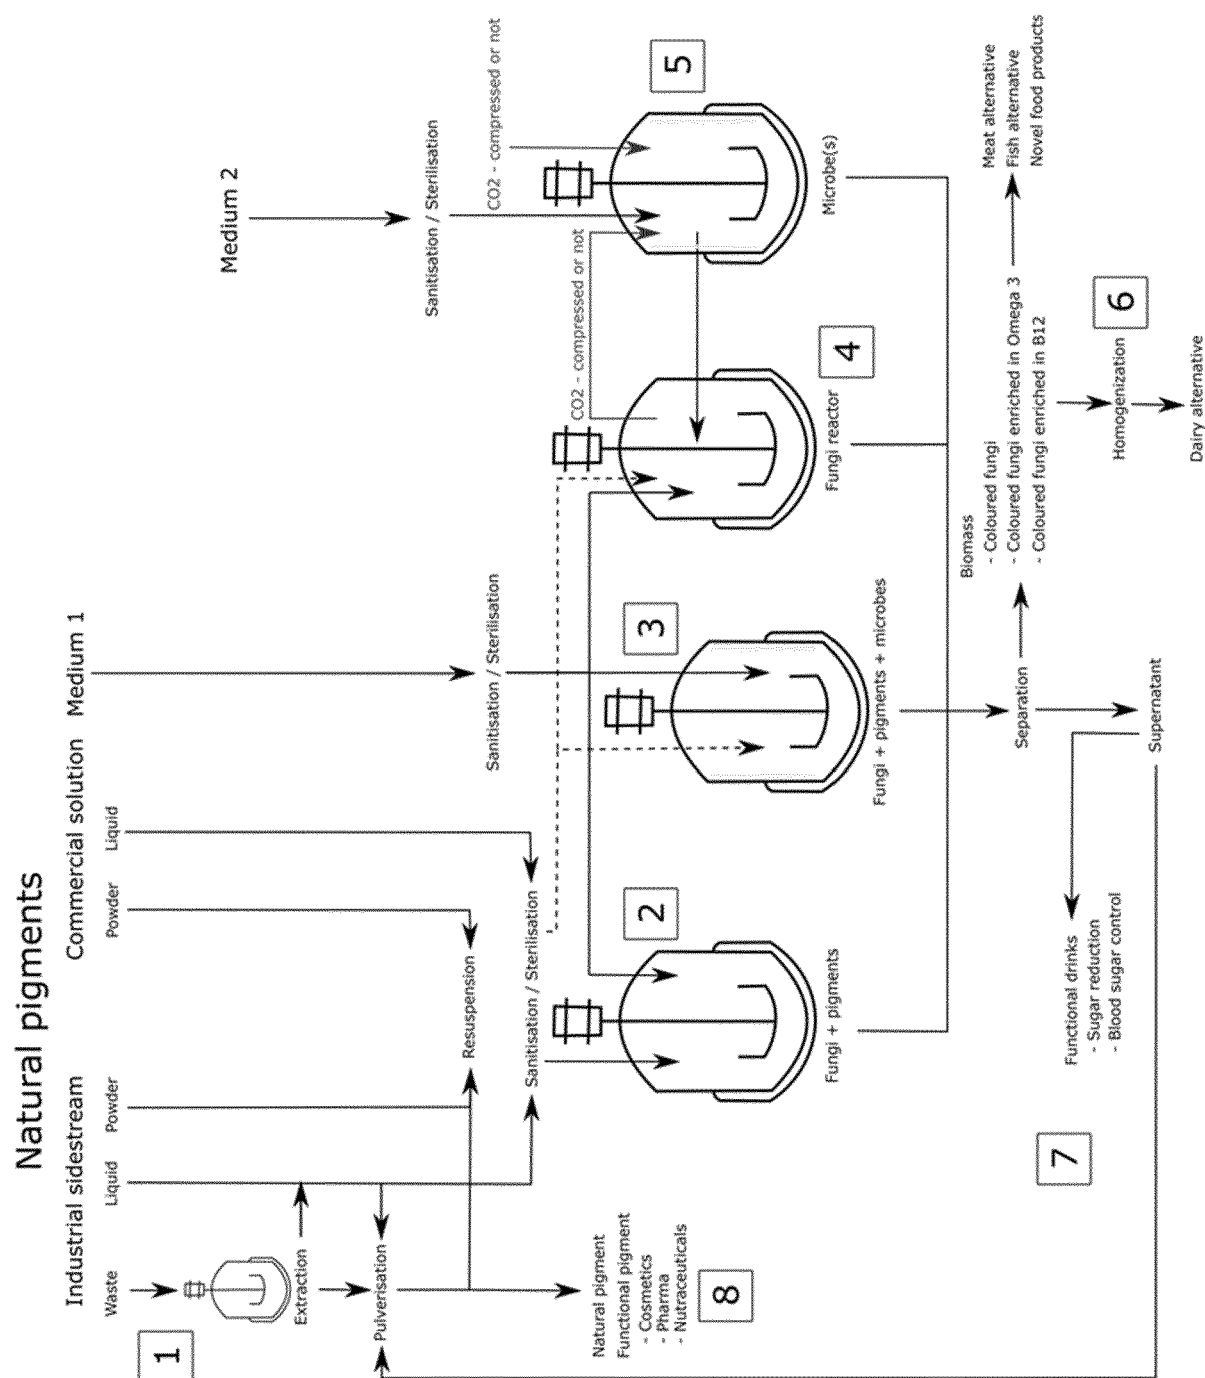 Natural pigments
Industrial sidestream
Commercial solution
Medium 1
Medium 2
Waste
Liquid
Powder
Powder
Liquid
1
Extraction
Pulverisation
Resuspension
Sanitisation / Sterilisation
Sanitisation / Sterilisation
Sanitisation / Sterilisation
CO2 - compressed or not
CO2 - compressed or not
2
3
4
5
Fungi + pigments
Fungi + pigments + microbes
Fungi reactor
Microbe(s)
Natural pigment
Functional pigment
- Cosmetics
- Pharma
- Nutraceuticals
8
Separation
Biomass
- Coloured fungi
- Coloured fungi enriched in Omega 3
- Coloured fungi enriched in B12
Meat alternative
Fish alternative
Novel food products
Homogenization
6
Dairy alternative
Supernatant
Functional drinks
- Sugar reduction
- Blood sugar control
7